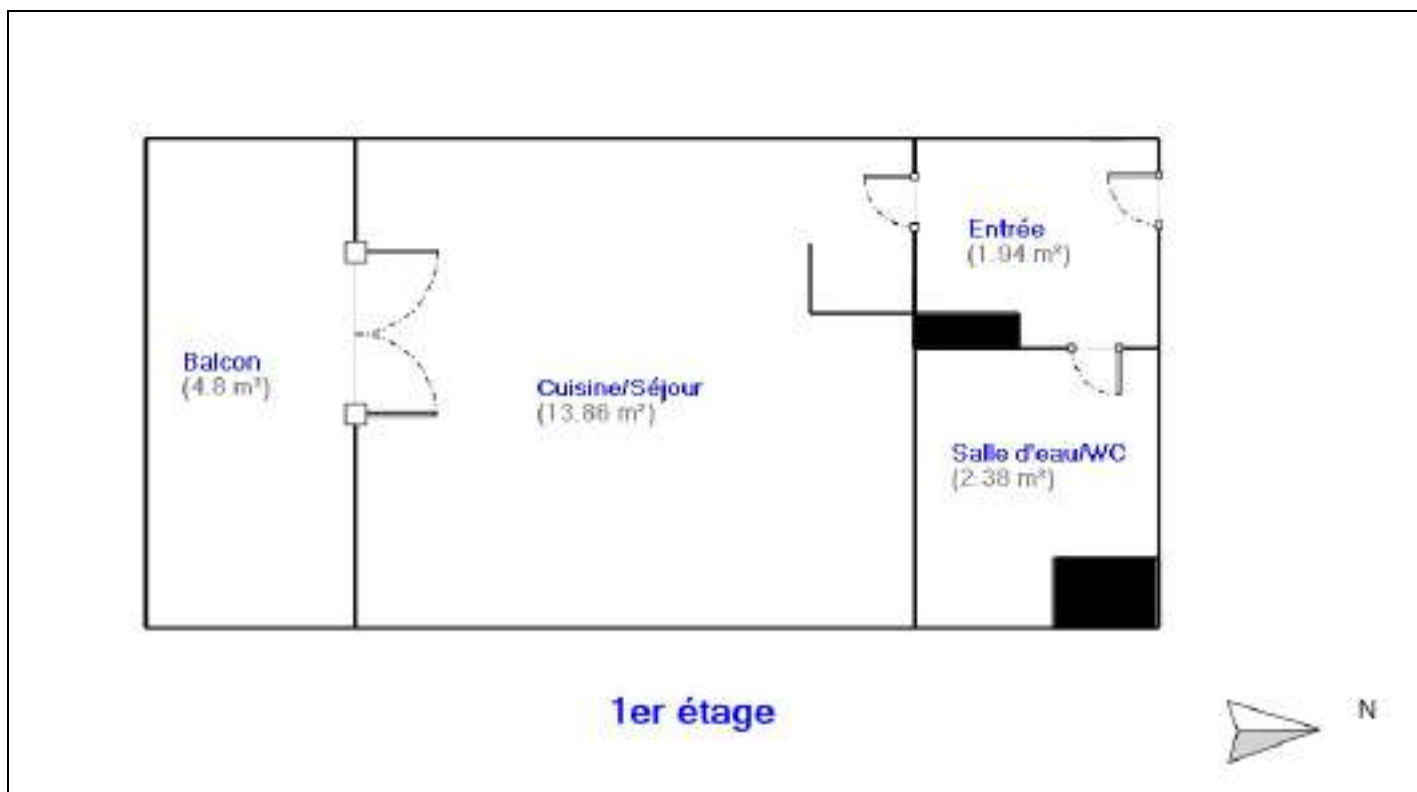 Entrée
(1.94 m²)
Balcon
(4.8 m²)
Cuisine/Séjour
(13.86 m²)
Salle d'eau/WC
(2.38 m²)
1er étage
N